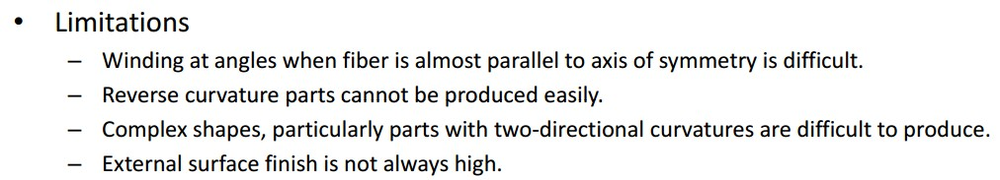 • Limitations
– Winding at angles when fiber is almost parallel to axis of symmetry is difficult.
– Reverse curvature parts cannot be produced easily.
– Complex shapes, particularly parts with two-directional curvatures are difficult to produce.
– External surface finish is not always high.